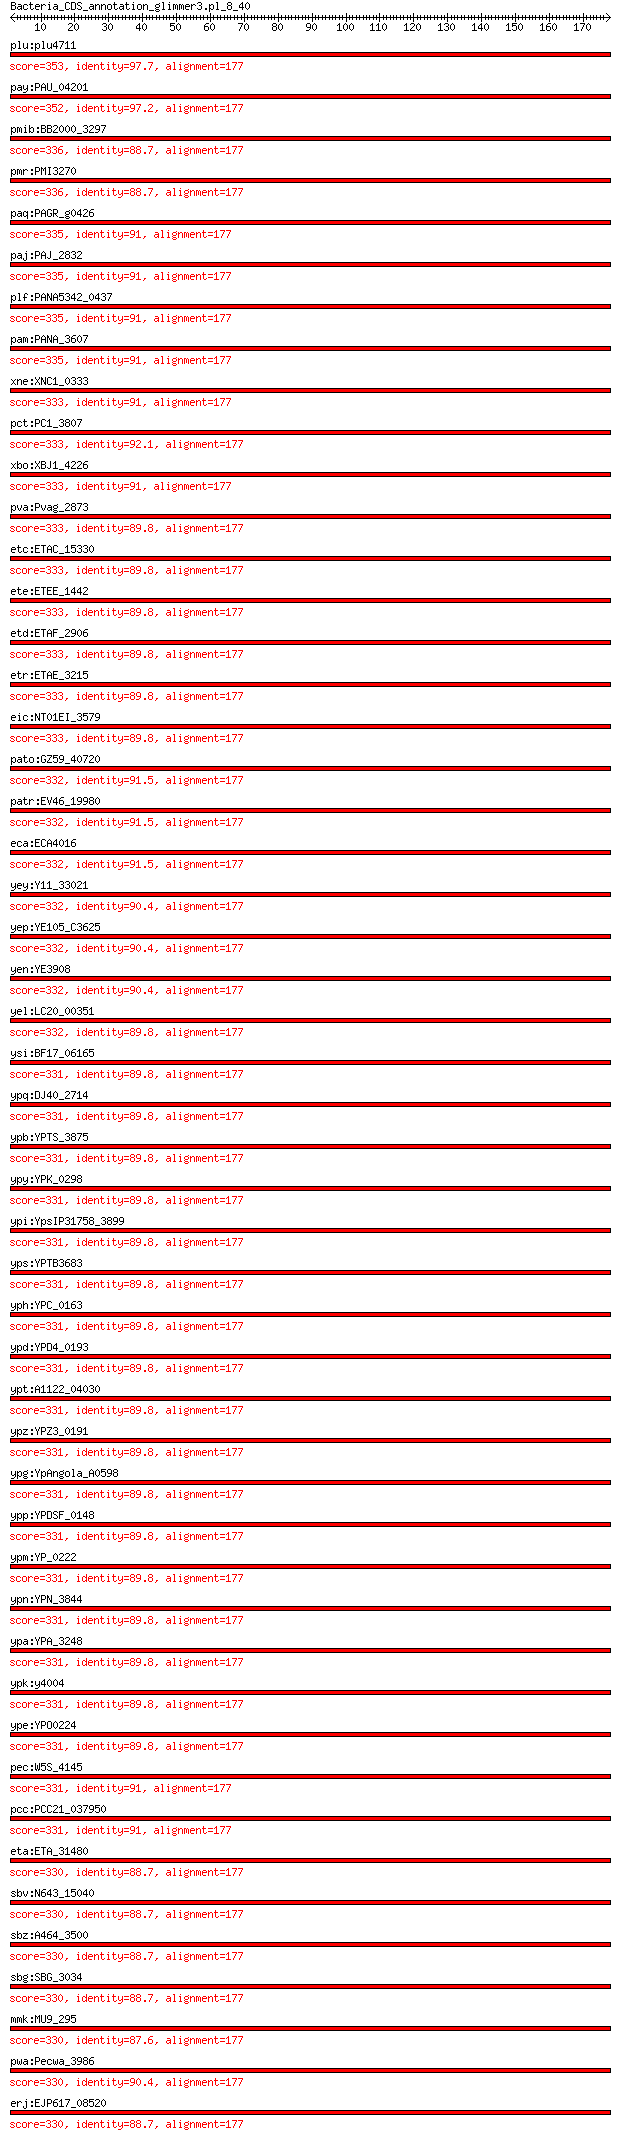 Bacteria_CDS_annotation_glimmer3.pl_8_40
10 20 30 40 50 60 70 80 90 100 110 120 130 140 150 160 170
plu:plu4711
score=353, identity=97.7, alignment=177
pay:PAU_04201
score=352, identity=97.2, alignment=177
pmib:BB2000_3297
score=336, identity=88.7, alignment=177
pmr:PMI3270
score=336, identity=88.7, alignment=177
paq:PAGR_g0426
score=335, identity=91, alignment=177
paj:PAJ_2832
score=335, identity=91, alignment=177
plf:PANA5342_0437
score=335, identity=91, alignment=177
pam:PANA_3607
score=335, identity=91, alignment=177
xne:XNC1_0333
score=333, identity=91, alignment=177
pct:PC1_3807
score=333, identity=92.1, alignment=177
xbo:XBJ1_4226
score=333, identity=91, alignment=177
pva:Pvag_2873
score=333, identity=89.8, alignment=177
etc:ETAC_15330
score=333, identity=89.8, alignment=177
ete:ETEE_1442
score=333, identity=89.8, alignment=177
etd:ETAF_2906
score=333, identity=89.8, alignment=177
etr:ETAE_3215
score=333, identity=89.8, alignment=177
eic:NT01EI_3579
score=333, identity=89.8, alignment=177
pato:GZ59_40720
score=332, identity=91.5, alignment=177
patr:EV46_19980
score=332, identity=91.5, alignment=177
eca:ECA4016
score=332, identity=91.5, alignment=177
yey:Y11_33021
score=332, identity=90.4, alignment=177
yep:YE105_C3625
score=332, identity=90.4, alignment=177
yen:YE3908
score=332, identity=90.4, alignment=177
yel:LC20_00351
score=332, identity=89.8, alignment=177
ysi:BF17_06165
score=331, identity=89.8, alignment=177
ypq:DJ40_2714
score=331, identity=89.8, alignment=177
ypb:YPTS_3875
score=331, identity=89.8, alignment=177
ypy:YPK_0298
score=331, identity=89.8, alignment=177
ypi:YpsIP31758_3899
score=331, identity=89.8, alignment=177
yps:YPTB3683
score=331, identity=89.8, alignment=177
yph:YPC_0163
score=331, identity=89.8, alignment=177
ypd:YPD4_0193
score=331, identity=89.8, alignment=177
ypt:A1122_04030
score=331, identity=89.8, alignment=177
ypz:YPZ3_0191
score=331, identity=89.8, alignment=177
ypg:YpAngola_A0598
score=331, identity=89.8, alignment=177
ypp:YPDSF_0148
score=331, identity=89.8, alignment=177
ypm:YP_0222
score=331, identity=89.8, alignment=177
ypn:YPN_3844
score=331, identity=89.8, alignment=177
ypa:YPA_3248
score=331, identity=89.8, alignment=177
ypk:y4004
score=331, identity=89.8, alignment=177
ype:YPO0224
score=331, identity=89.8, alignment=177
pec:W5S_4145
score=331, identity=91, alignment=177
pcc:PCC21_037950
score=331, identity=91, alignment=177
eta:ETA_31480
score=330, identity=88.7, alignment=177
sbv:N643_15040
score=330, identity=88.7, alignment=177
sbz:A464_3500
score=330, identity=88.7, alignment=177
sbg:SBG_3034
score=330, identity=88.7, alignment=177
mmk:MU9_295
score=330, identity=87.6, alignment=177
pwa:Pecwa_3986
score=330, identity=90.4, alignment=177
erj:EJP617_08520
score=330, identity=88.7, alignment=177